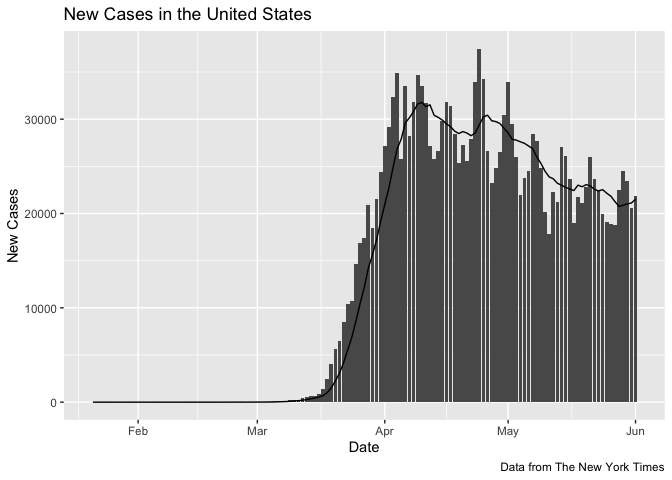 New Cases in the United States
New Cases
30000
20000
10000
0
Feb
Mar
Apr
May
Jun
Date
Data from The New York Times